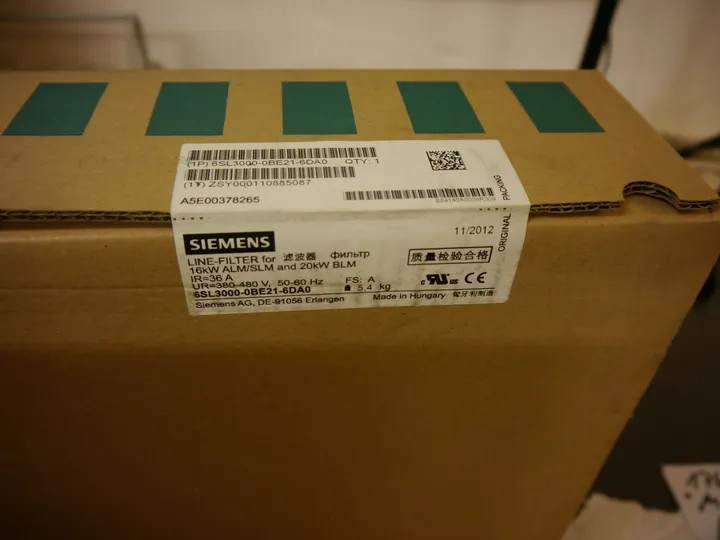 (1P) 6SL3000-0BE21-6DA0 QTY: 1
(1T) ZSY000110885087
A5E00378265
ORIGINAL PACKING
11/2012
SIEMENS
LINE-FILTER for 滤波器 фильтр
16kW ALM/SLM and 20kW BLM
IR=36 A
UR=380-480 V, 50-60 Hz FS: A
6SL3000-0BE21-6DA0 5,4 kg
Siemens AG, DE-91056 Erlangen
质量检验合格
c RU us CE
Made in Hungary 匈牙利制造